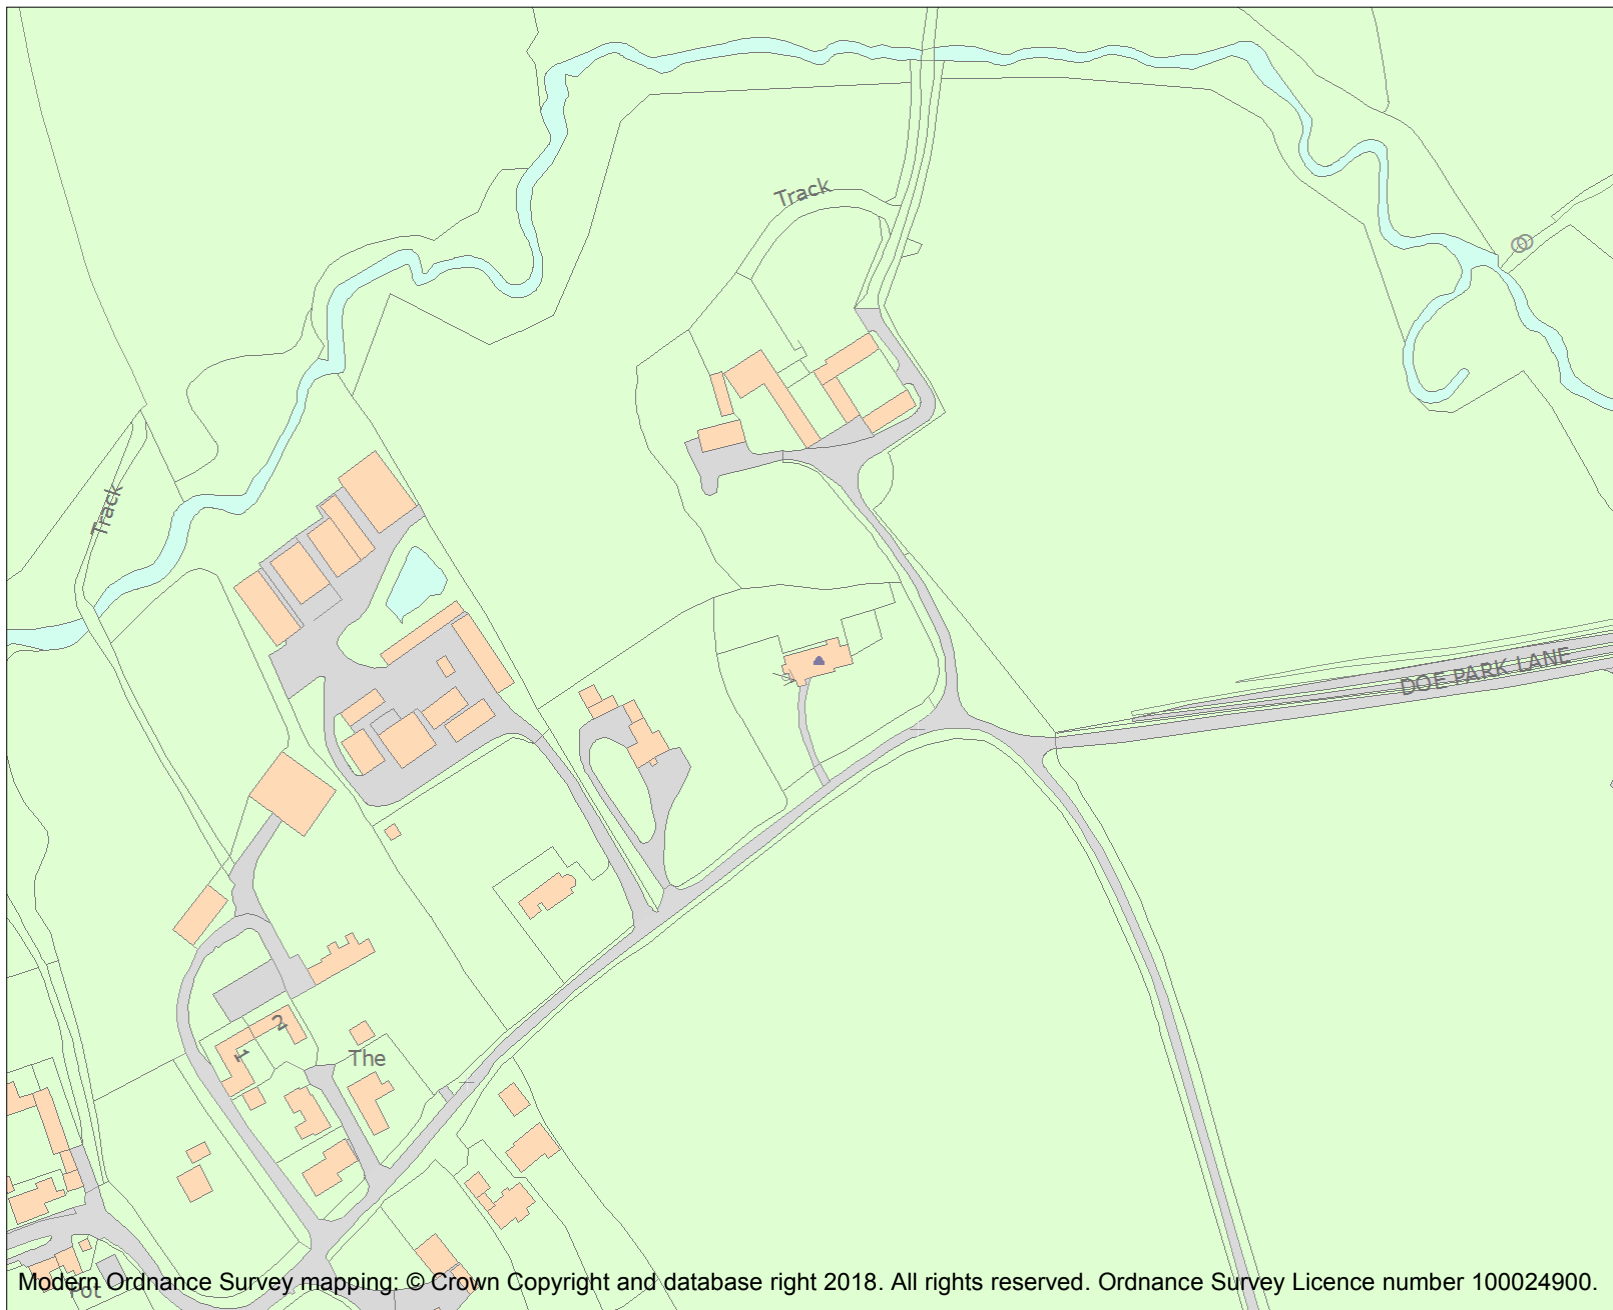 Track
Track
DOE PARK LANE
2
1
The
Pot
Modern Ordnance Survey mapping: © Crown Copyright and database right 2018. All rights reserved. Ordnance Survey Licence number 100024900.